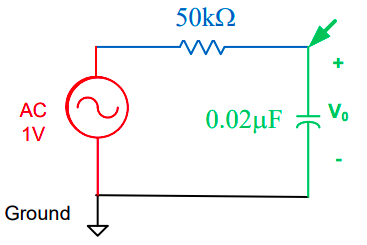 50kΩ
+
AC
1V
0.02μF
V₀
-
Ground